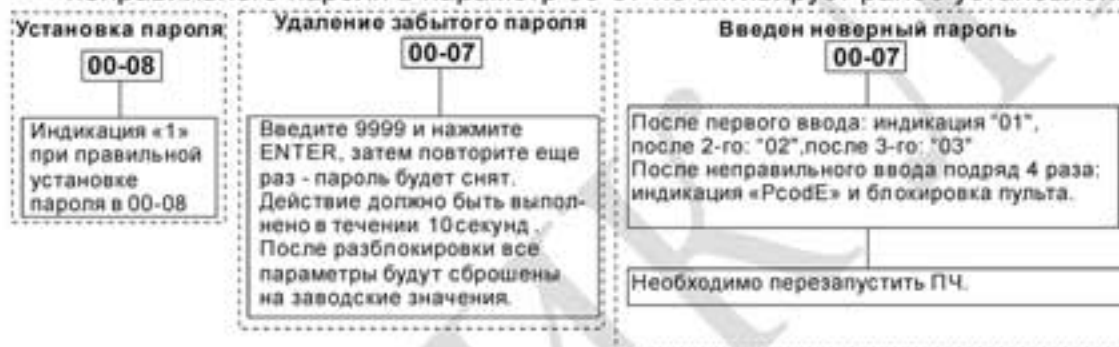 Установка пароля
00-08
Индикация «1»
при правильной
установке
пароля в 00-08
Удаление забытого пароля
00-07
Введите 9999 и нажмите
ENTER, затем повторите еще
раз - пароль будет снят.
Действие должно быть выпол-
нено в течении 10 секунд .
После разблокировки все
параметры будут сброшены
на заводские значения.
Введен неверный пароль
00-07
После первого ввода: индикация "01",
после 2-го: "02",после 3-го: "03"
После неправильного ввода подряд 4 раза:
индикация «PcodE» и блокировка пульта.
Необходимо перезапустить ПЧ.